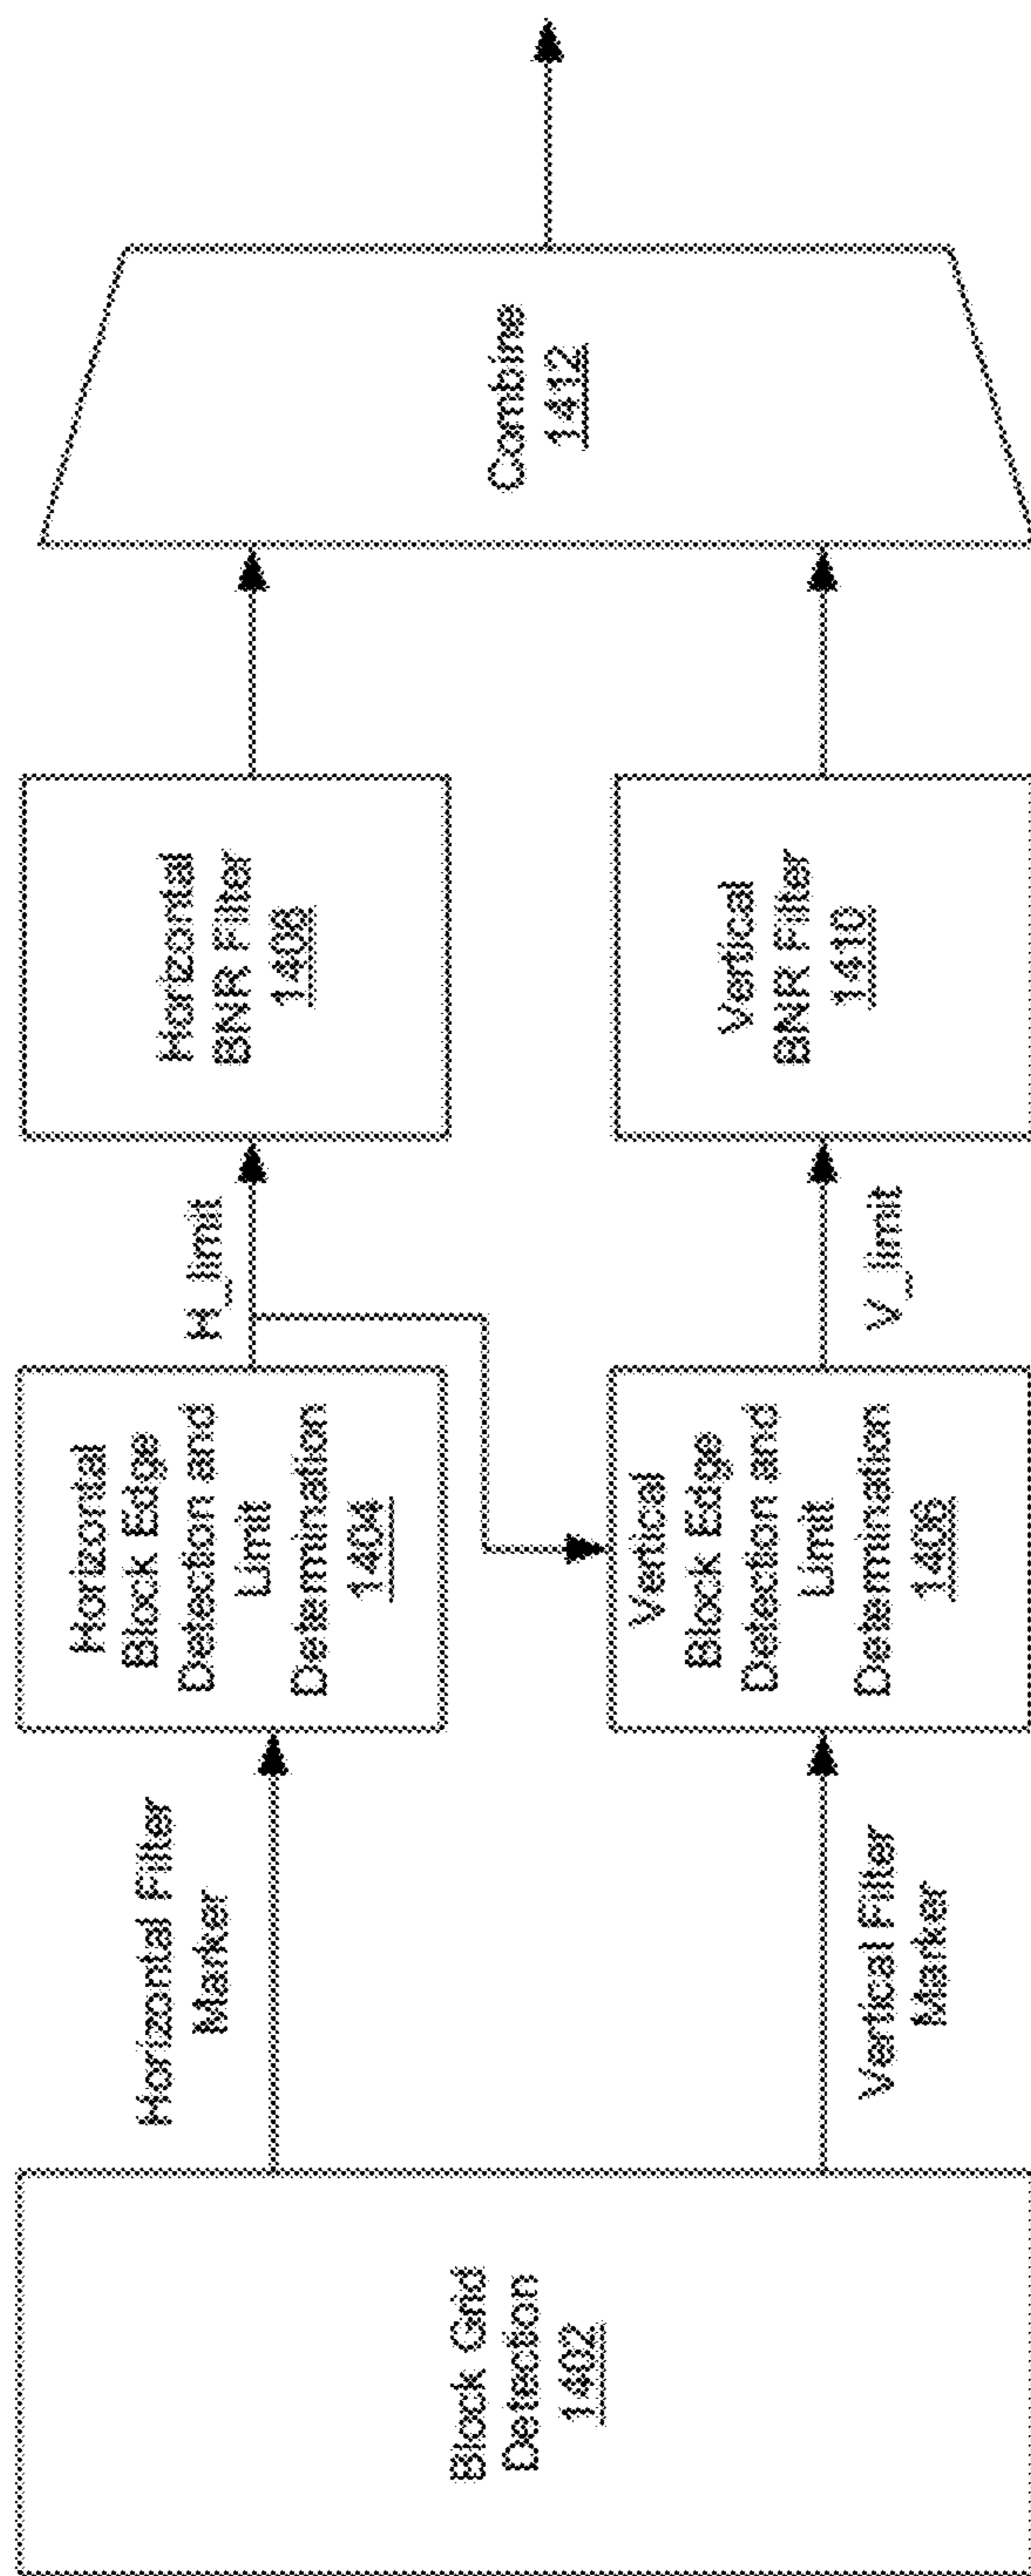 Block Grid
Detection
1402
Horizontal Filter
Marker
Vertical Filter
Marker
Horizontal
Block Edge
Detection and
Limit
Determination
1404
Vertical
Block Edge
Detection and
Limit
Determination
1406
H_limit
V_limit
Horizontal
BNR Filter
1408
Vertical
BNR Filter
1410
Combine
1412